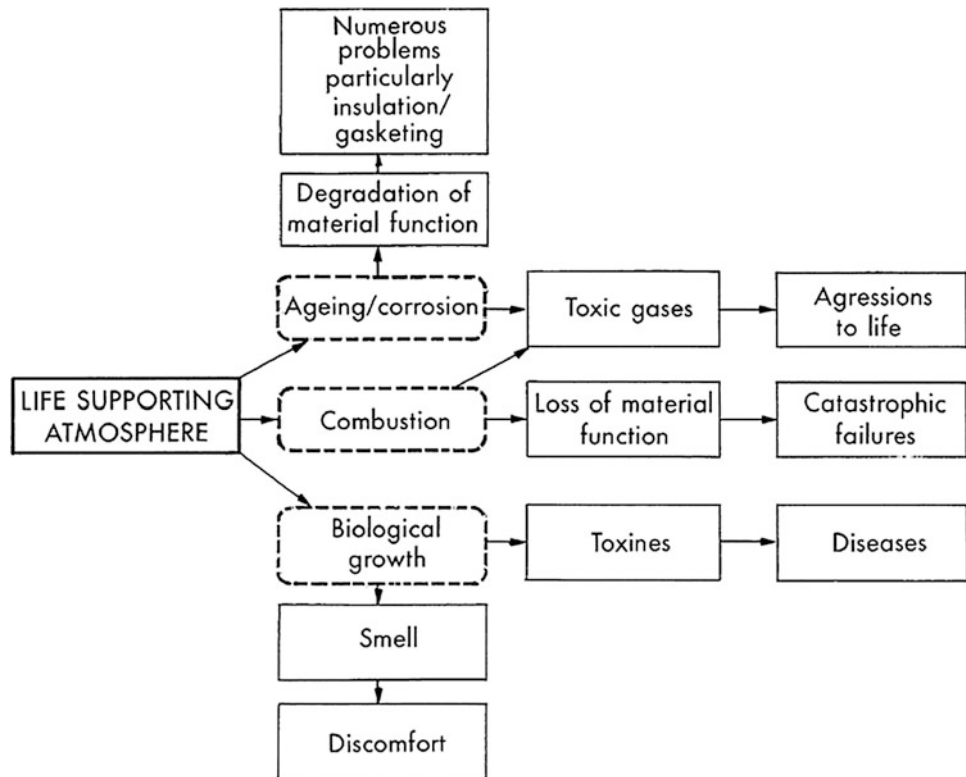 Numerous
problems
particularly
insulation/
gasketing
Degradation of
material function
Ageing/corrosion
Toxic gases
Agressions
to life
LIFE SUPPORTING
ATMOSPHERE
Combustion
Loss of material
function
Catastrophic
failures
Biological
growth
Toxines
Diseases
Smell
Discomfort